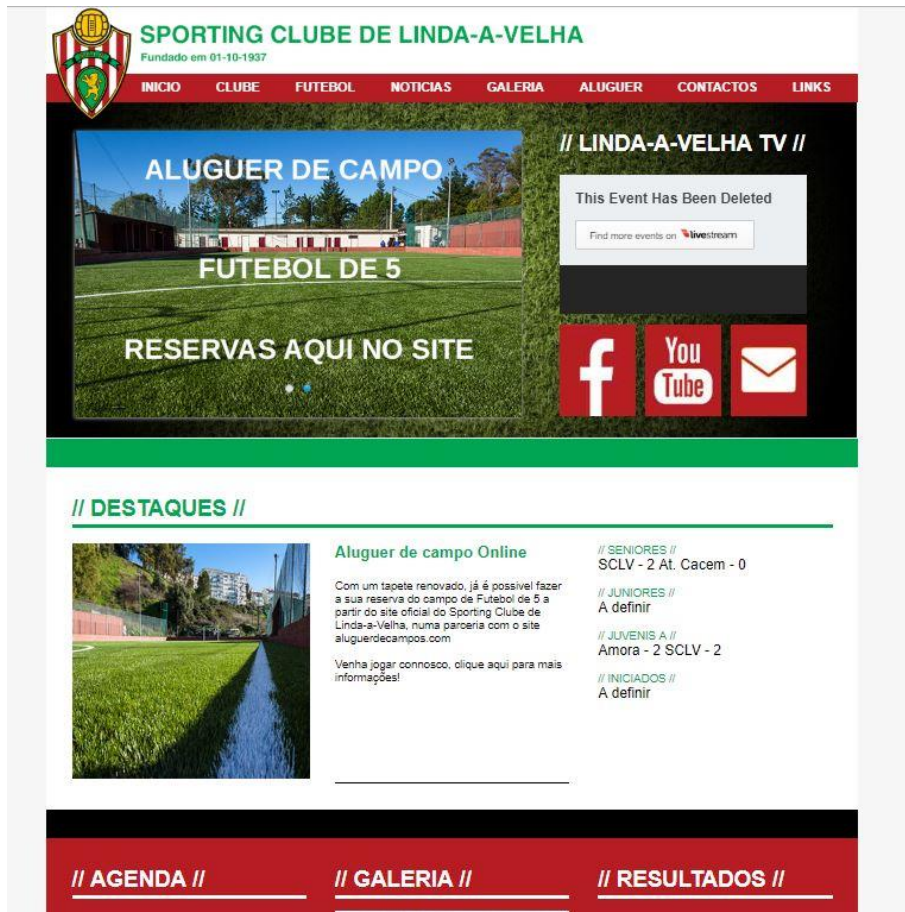 SPORTING CLUBE DE LINDA-A-VELHA
Fundado em 01-10-1937
INICIO CLUBE FUTEBOL NOTICIAS GALERIA ALUGUER CONTACTOS LINKS
ALUGUER DE CAMPO
FUTEBOL DE 5
RESERVAS AQUI NO SITE
// LINDA-A-VELHA TV //
This Event Has Been Deleted
Find more events on livestream
f
You
Tube
// DESTAQUES //
Aluguer de campo Online
Com um tapete renovado, já é possivel fazer
a sua reserva do campo de Futebol de 5 a
partir do site oficial do Sporting Clube de
Linda-a-Velha, numa parceria com o site
aluguerdecampos.com
Venha jogar connosco, clique aqui para mais
informações!
// SENIORES //
SCLV - 2 At. Cacem - 0
// JUNIORES //
A definir
// JUVENIS A //
Amora - 2 SCLV - 2
// INICIADOS //
A definir
// AGENDA //
// GALERIA //
// RESULTADOS //